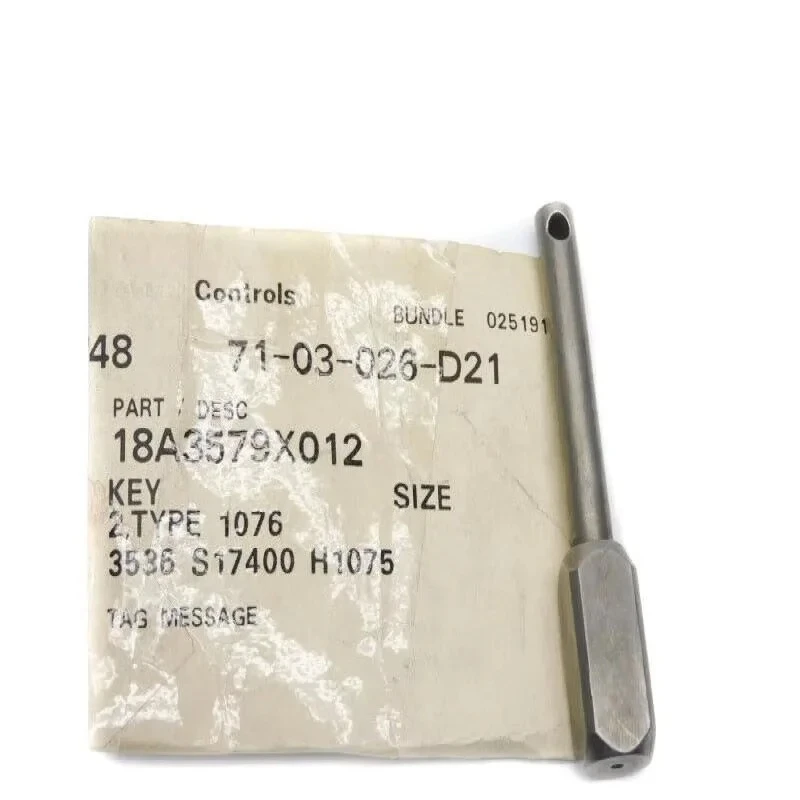 Controls
BUNDLE 025191
48 71-03-026-D21
PART / DESC
18A3579X012
KEY SIZE
2,TYPE 1076
3536 S17400 H1075
TAG MESSAGE